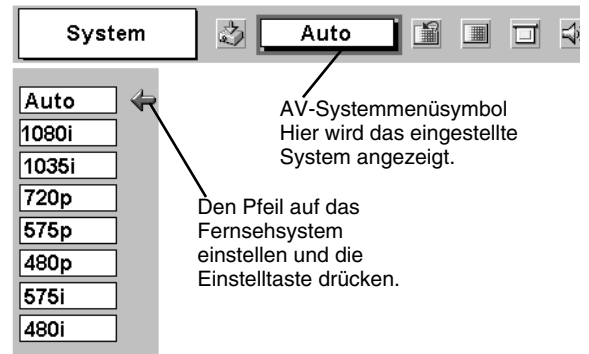 System
Auto
AV-Systemmenüsymbol
Hier wird das eingestellte
System angezeigt.
Auto
1080i
1035i
720p
575p
480p
575i
480i
Den Pfeil auf das
Fernsehsystem
einstellen und die
Einstelltaste drücken.